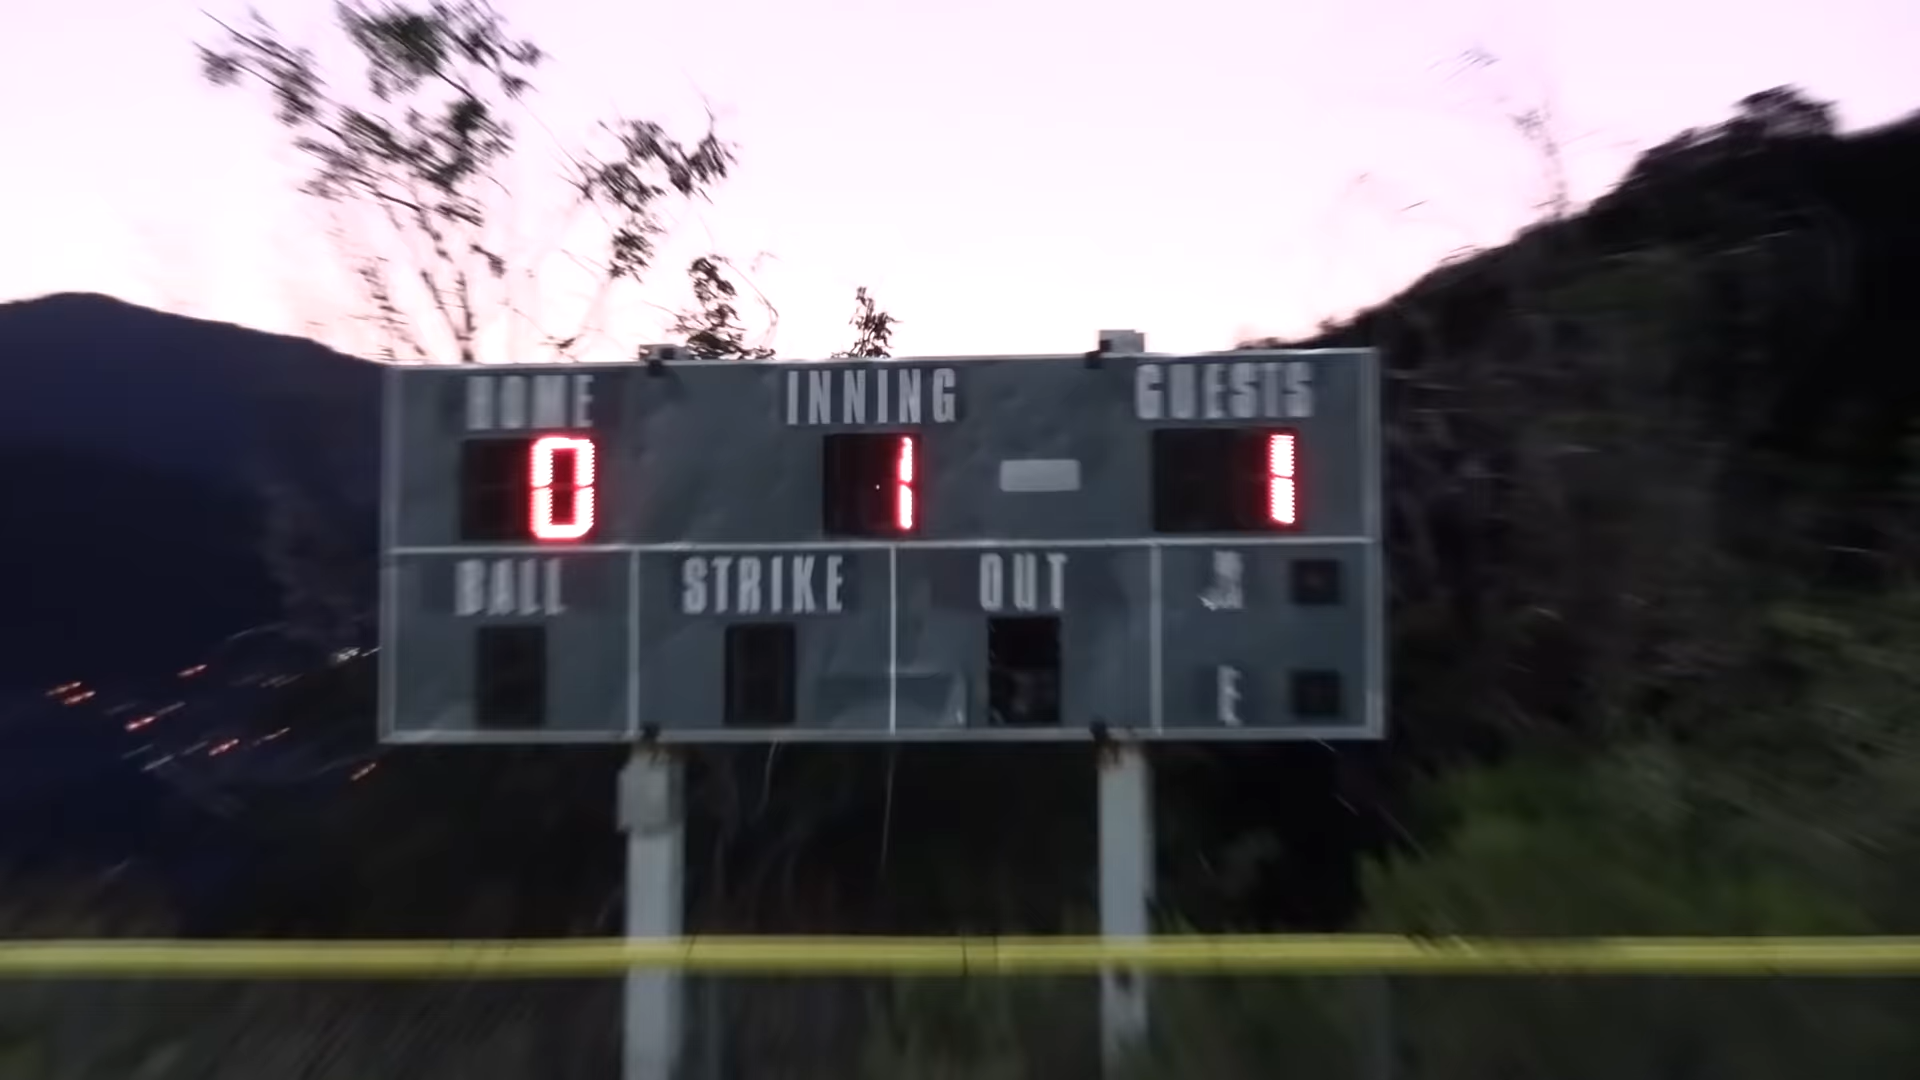 HOME INNING GUESTS
0 1 1
BALL STRIKE OUT H
E